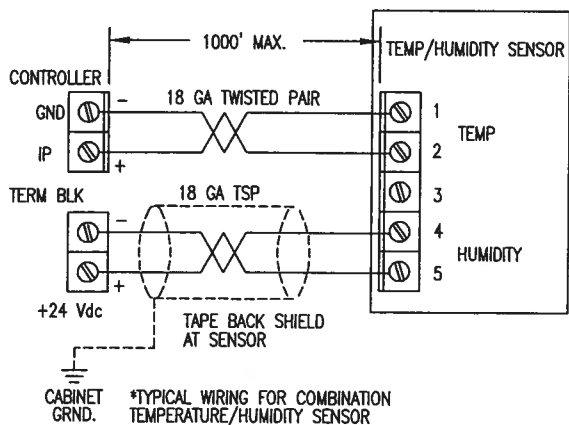 1000' MAX.
TEMP/HUMIDITY SENSOR
CONTROLLER
GND
-
18 GA TWISTED PAIR
1
TEMP
IP
+
2
TERM BLK
18 GA TSP
3
-
4
HUMIDITY
+
5
+24 Vdc
TAPE BACK SHIELD
AT SENSOR
CABINET
GRND.
*TYPICAL WIRING FOR COMBINATION
TEMPERATURE/HUMIDITY SENSOR